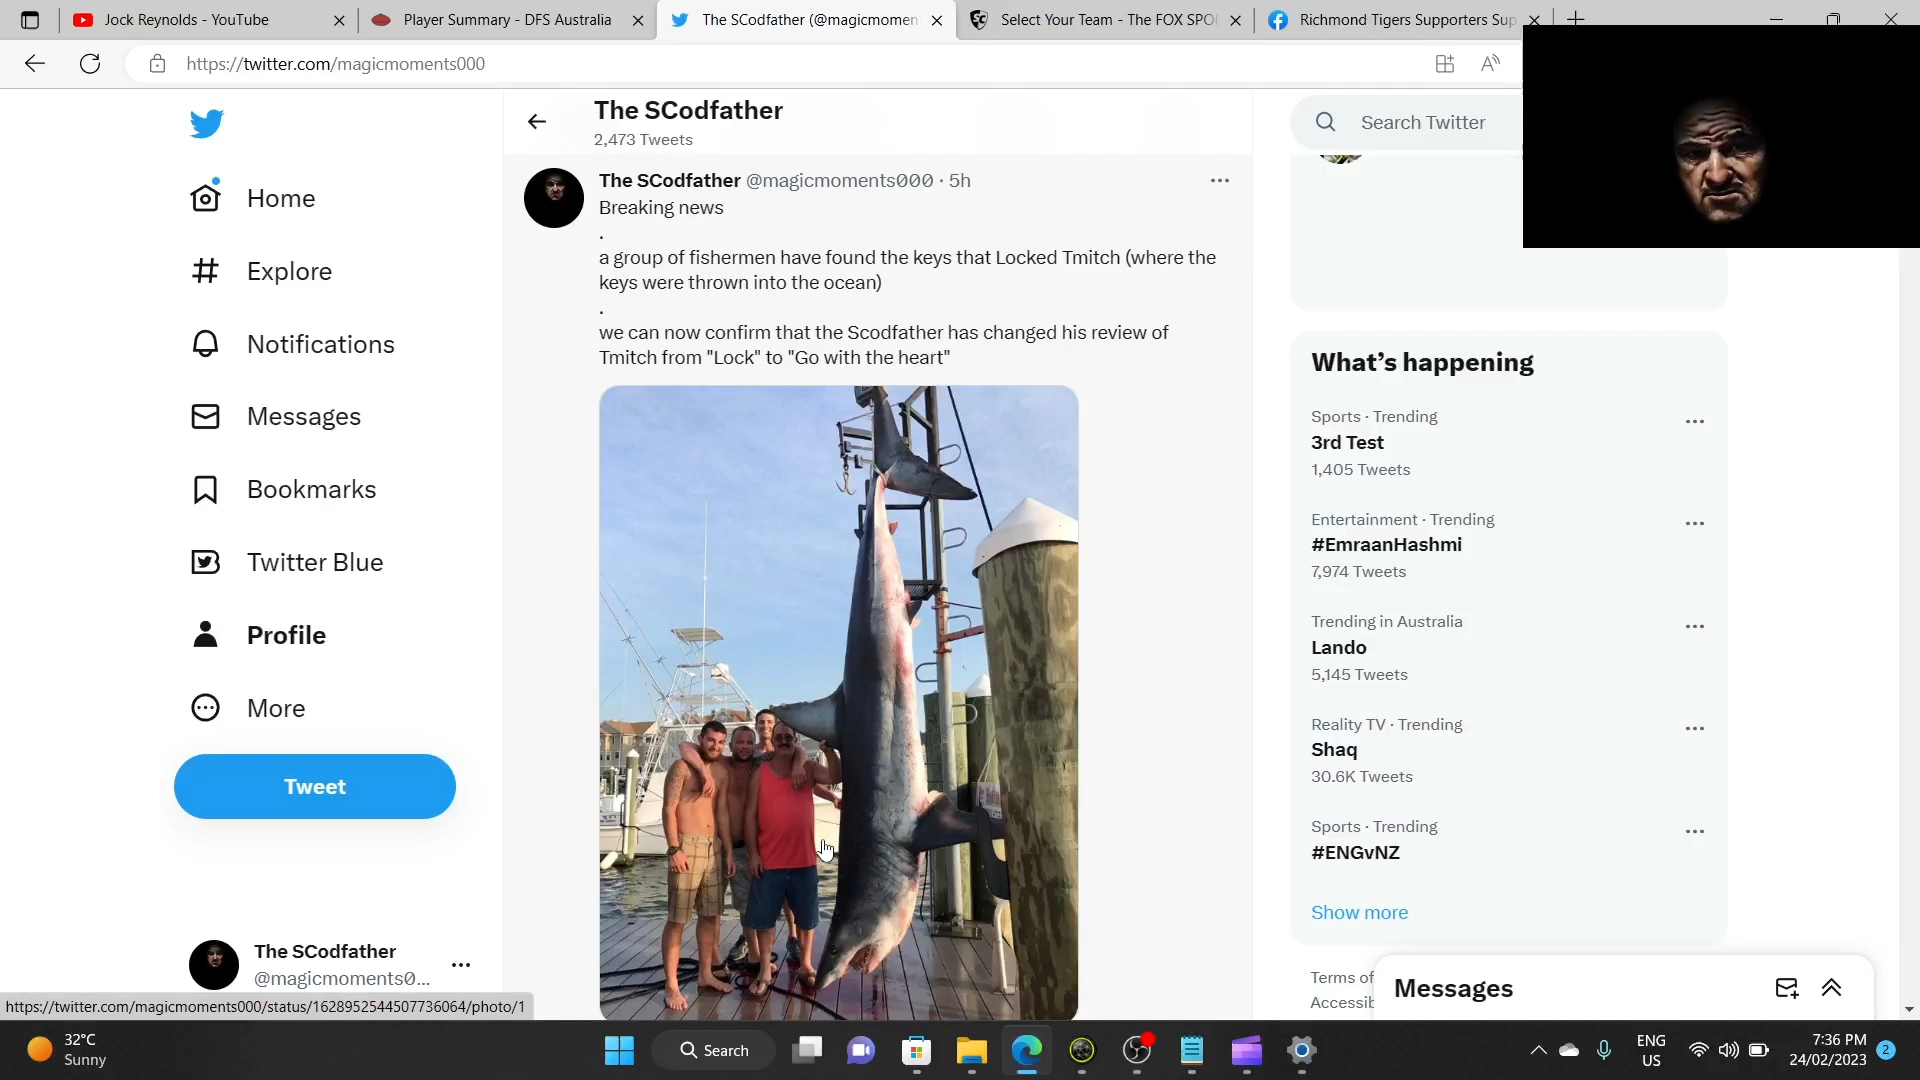 Jock Reynolds - YouTube
Player Summary - DFS Australia
The SCodfather (@magicmomen
Select Your Team - The FOX SPO
Richmond Tigers Supporters Sup
https://twitter.com/magicmoments000
The SCodfather
2,473 Tweets
Search Twitter
Home
Explore
Notifications
Messages
Bookmarks
Twitter Blue
Profile
More
Tweet
The SCodfather
@magicmoments0...
The SCodfather @magicmoments000 · 5h
Breaking news
.
a group of fishermen have found the keys that Locked Tmitch (where the
keys were thrown into the ocean)
.
we can now confirm that the Scodfather has changed his review of
Tmitch from "Lock" to "Go with the heart"
What's happening
Sports · Trending
3rd Test
1,405 Tweets
Entertainment · Trending
#EmraanHashmi
7,974 Tweets
Trending in Australia
Lando
5,145 Tweets
Reality TV · Trending
Shaq
30.6K Tweets
Sports · Trending
#ENGvNZ
Show more
Terms of
Accessib
Messages
https://twitter.com/magicmoments000/status/1628952544507736064/photo/1
32°C
Sunny
Search
ENG
US
7:36 PM
24/02/2023
2